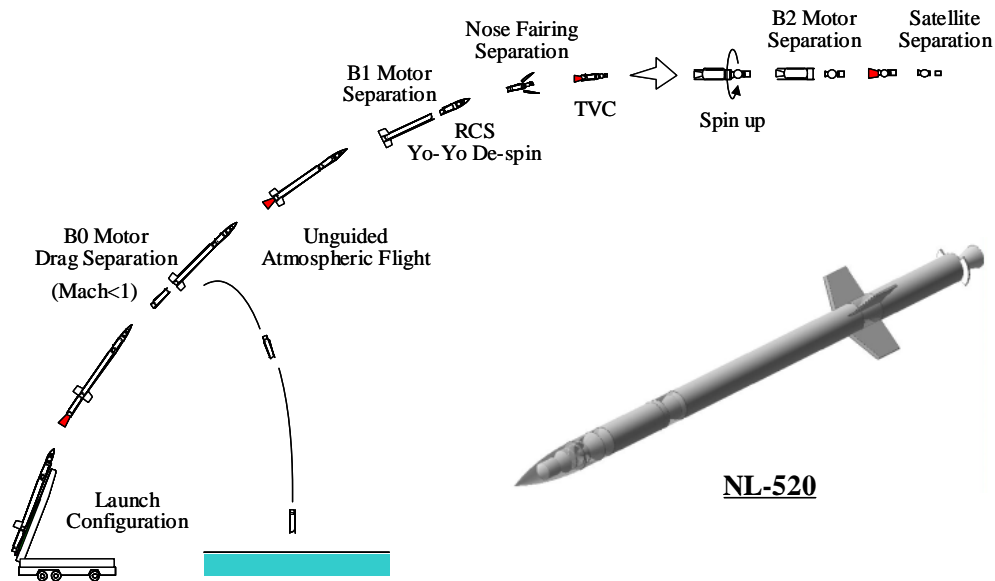 Nose Fairing
Separation
B2 Motor
Separation
Satellite
Separation
B1 Motor
Separation
TVC
Spin up
RCS
Yo-Yo De-spin
B0 Motor
Drag Separation
(Mach<1)
Unguided
Atmospheric Flight
Launch
Configuration
NL-520